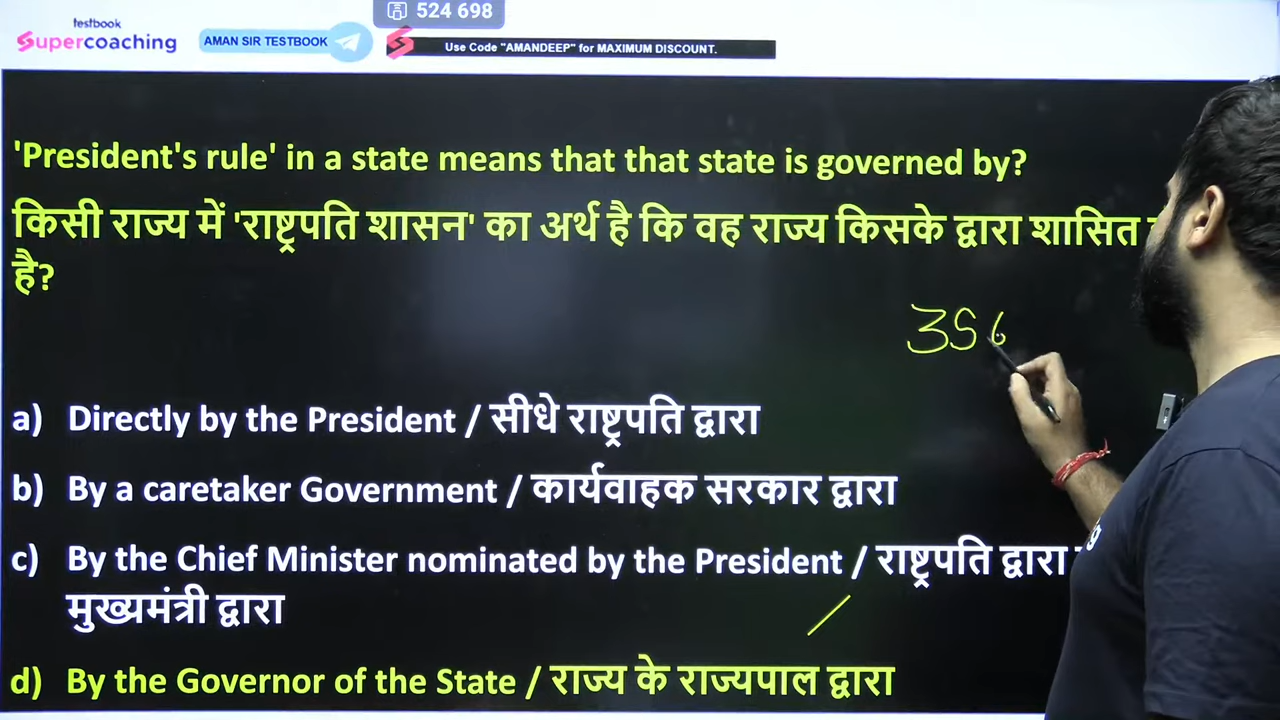 testbook
Supercoaching
AMAN SIR TESTBOOK
524 698
Use Code "AMANDEEP" for MAXIMUM DISCOUNT.
'President's rule' in a state means that that state is governed by?
किसी राज्य में 'राष्ट्रपति शासन' का अर्थ है कि वह राज्य किसके द्वारा शासित
है?
356
a) Directly by the President / सीधे राष्ट्रपति द्वारा
b) By a caretaker Government / कार्यवाहक सरकार द्वारा
c) By the Chief Minister nominated by the President / राष्ट्रपति द्वारा
मुख्यमंत्री द्वारा
d) By the Governor of the State / राज्य के राज्यपाल द्वारा